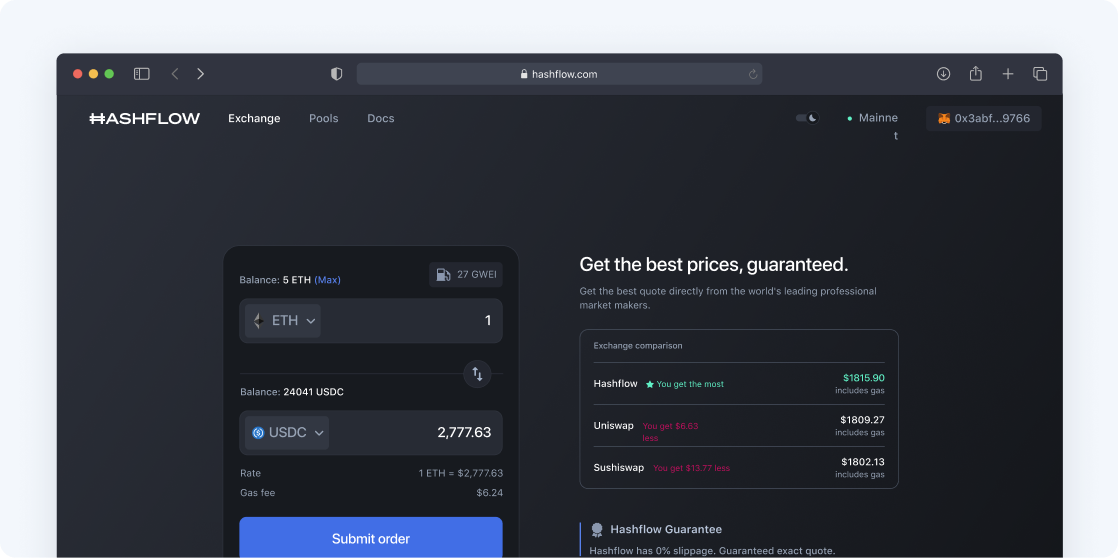 hashflow.com
HASHFLOW
Exchange
Pools
Docs
Mainne
t
0x3abf...9766
Balance: 5 ETH (Max)
27 GWEI
ETH
1
Balance: 24041 USDC
USDC
2,777.63
Rate
1 ETH = $2,777.63
Gas fee
$6.24
Submit order
Get the best prices, guaranteed.
Get the best quote directly from the world's leading professional
market makers.
Exchange comparison
Hashflow
You get the most
$1815.90
includes gas
Uniswap
You get $6.63
less
$1809.27
includes gas
Sushiswap
You get $13.77 less
$1802.13
includes gas
Hashflow Guarantee
Hashflow has 0% slippage. Guaranteed exact quote.